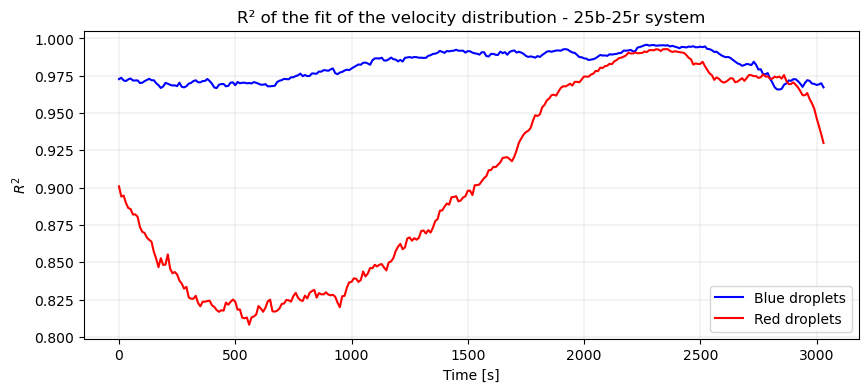 R² of the fit of the velocity distribution - 25b-25r system
1.000
0.975
0.950
0.925
0.900
0.875
0.850
0.825
0.800
R²
0 500 1000 1500 2000 2500 3000
Time [s]
Blue droplets
Red droplets